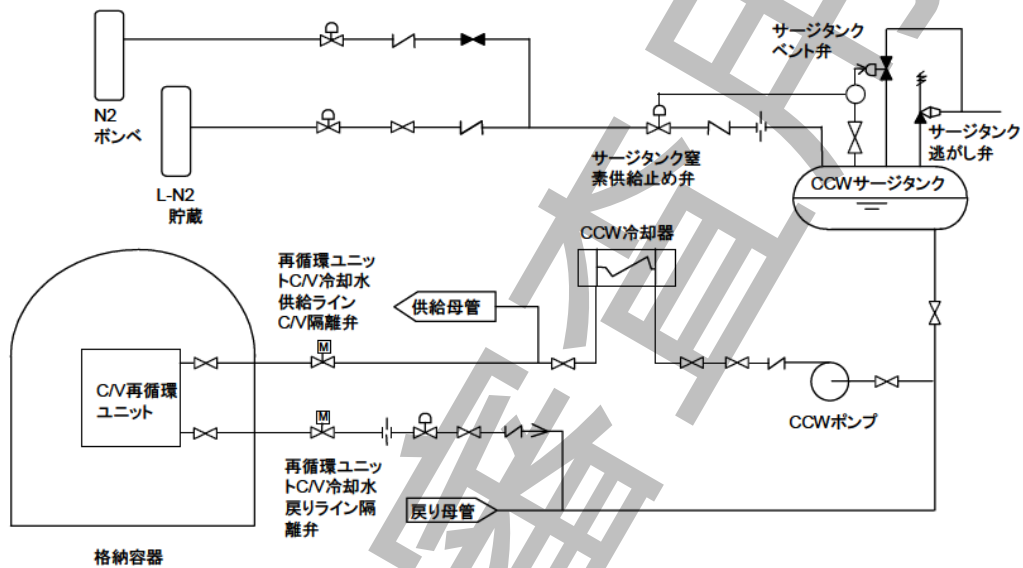 N2
ボンベ
L-N2
貯蔵
サージタンク
ベント弁
サージタンク窒
素供給止め弁
サージタンク
逃がし弁
CCWサージタンク
CCW冷却器
再循環ユニッ
トC/V冷却水
供給ライン
C/V隔離弁
供給母管
M
C/V再循環
ユニット
M
CCWポンプ
再循環ユニッ
トC/V冷却水
戻りライン隔
離弁
戻り母管
格納容器